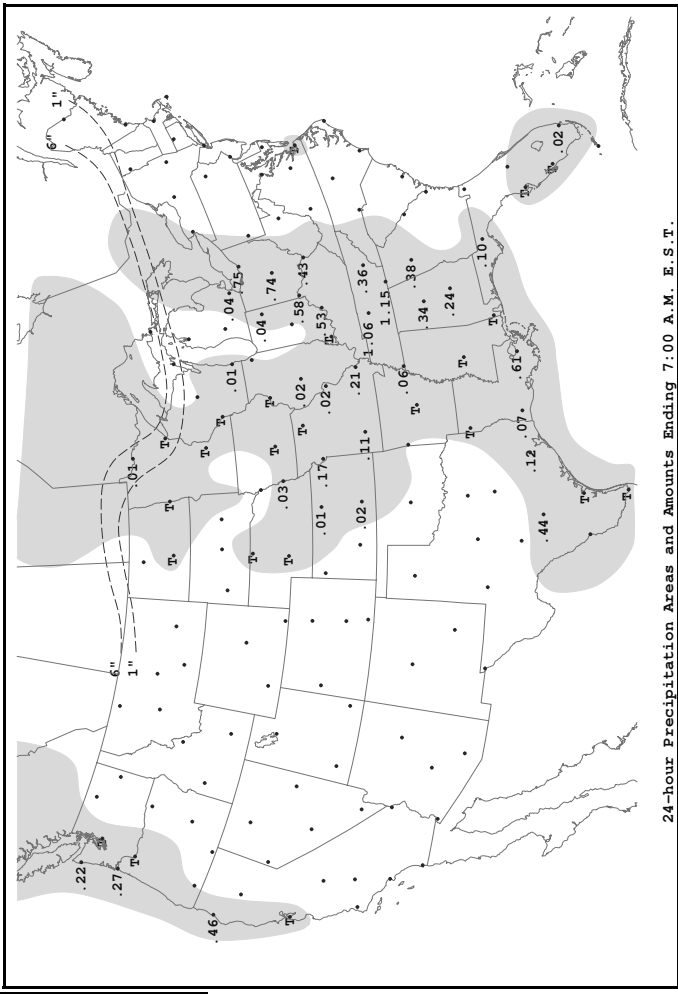 6"
1"
.22
T
6"
.27
1"
.01
T
T
T
T
T
.46
T
.04
.01
.75
T
.04
T
.74
T
.03
T
T
T
.58
.02
T
.43
.01
.53
.17
.02
T
.21
.02
.36
.11
1.06
1.15
.06
.38
T
.34
.24
T
T
.10
T
.61
.07
T
.12
.44
T
.02
T
T
24-hour Precipitation Areas and Amounts Ending 7:00 A.M. E.S.T.